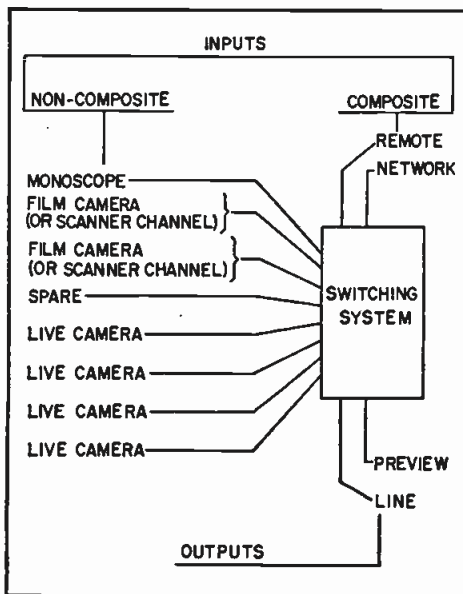 INPUTS
NON-COMPOSITE
COMPOSITE
REMOTE
NETWORK
MONOSCOPE
FILM CAMERA
(OR SCANNER CHANNEL)
FILM CAMERA
(OR SCANNER CHANNEL)
SPARE
LIVE CAMERA
LIVE CAMERA
LIVE CAMERA
LIVE CAMERA
SWITCHING
SYSTEM
PREVIEW
LINE
OUTPUTS